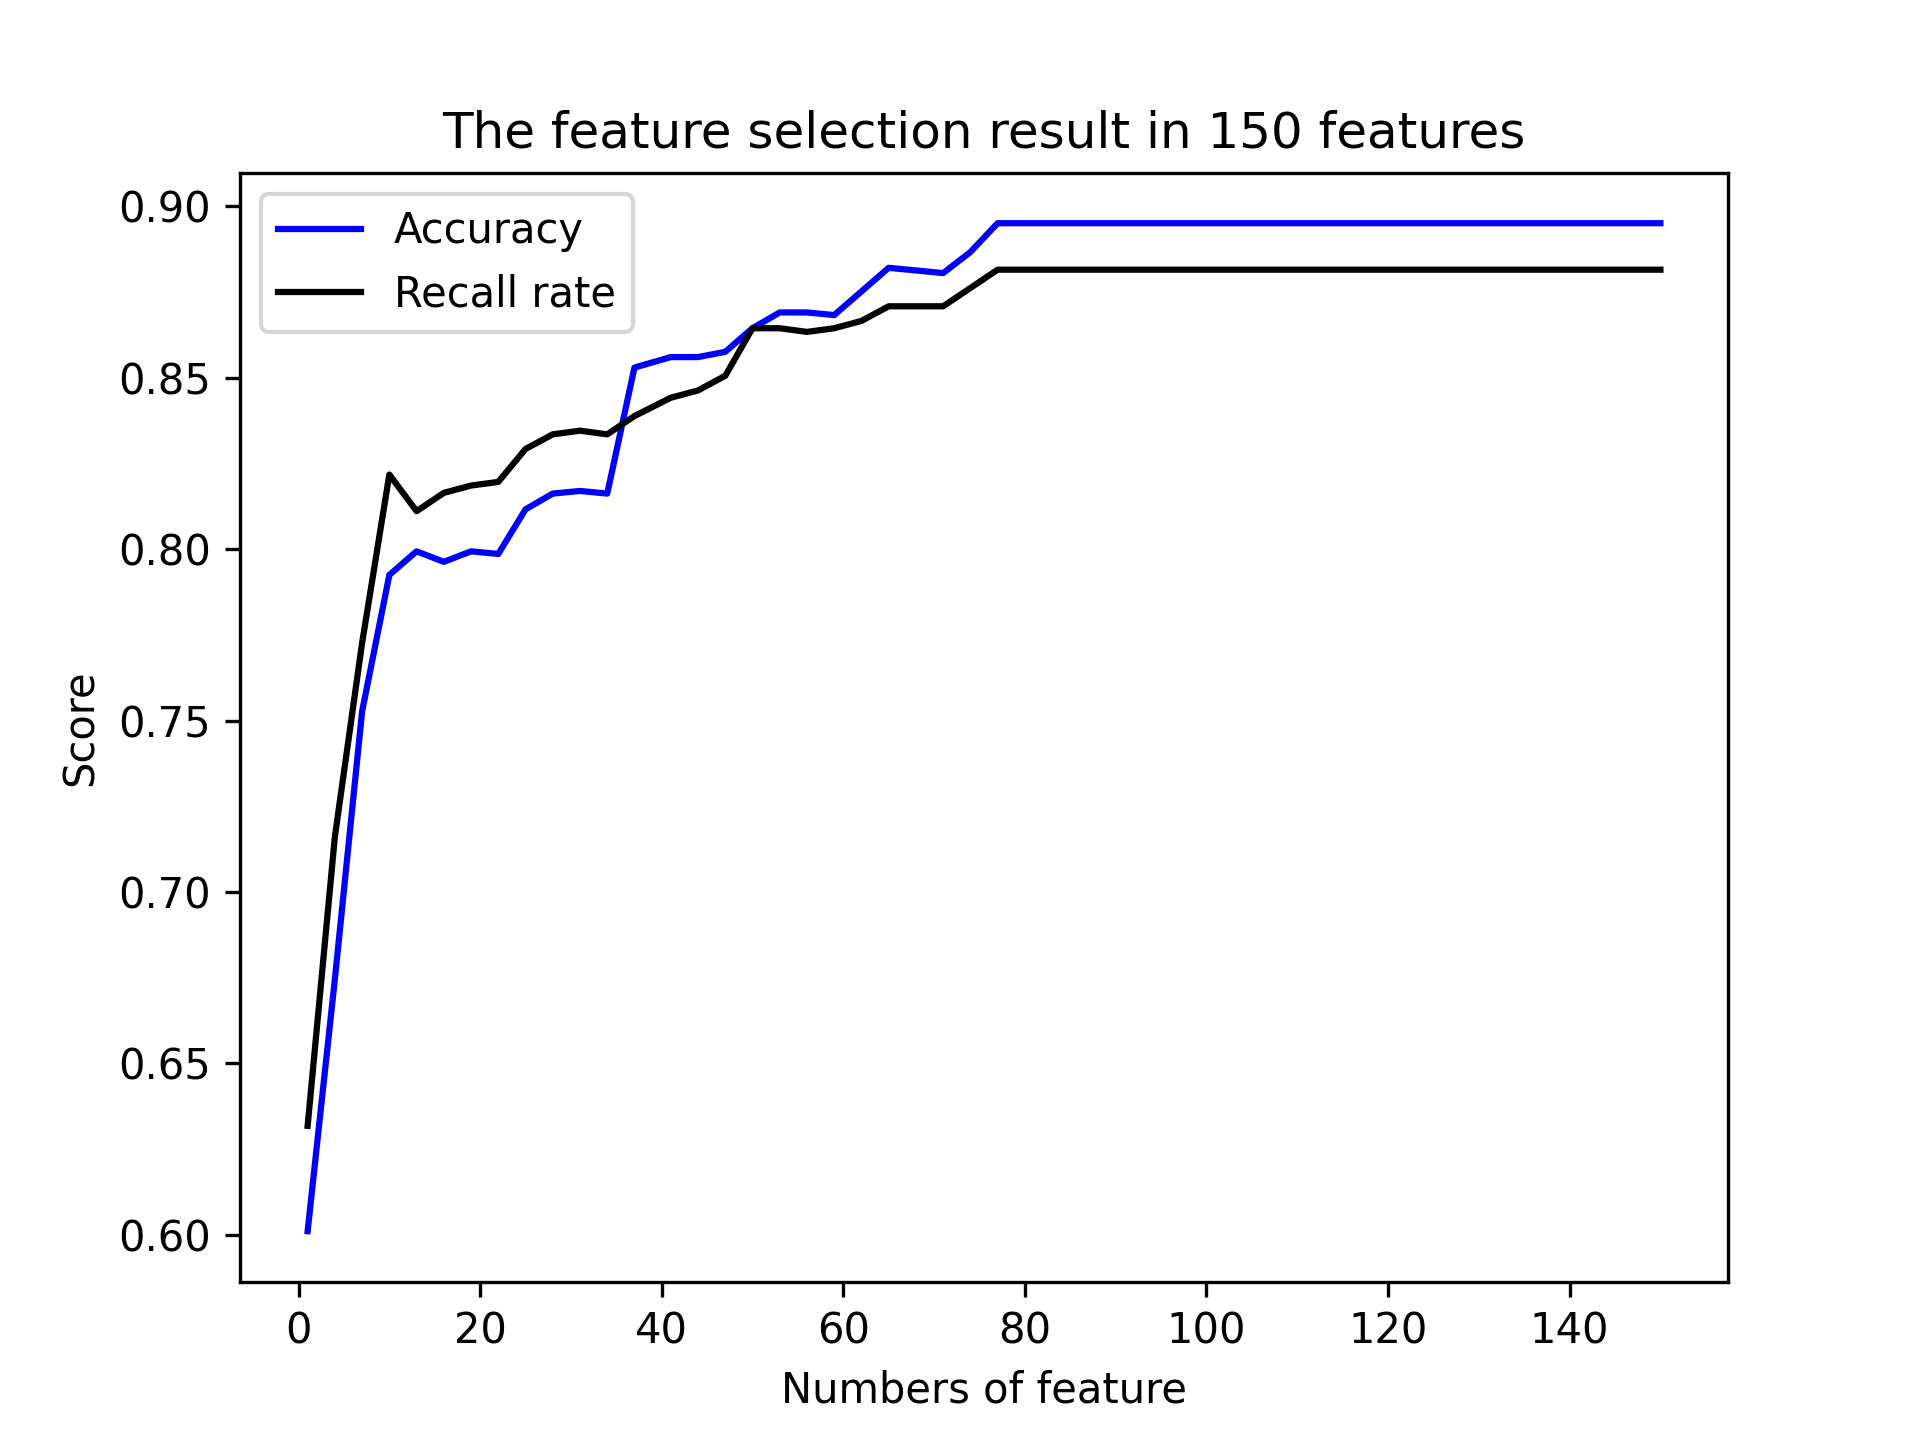 The feature selection result in 150 features
Accuracy
Recall rate
0.90
0.85
0.80
0.75
0.70
0.65
0.60
Score
0 20 40 60 80 100 120 140
Numbers of feature